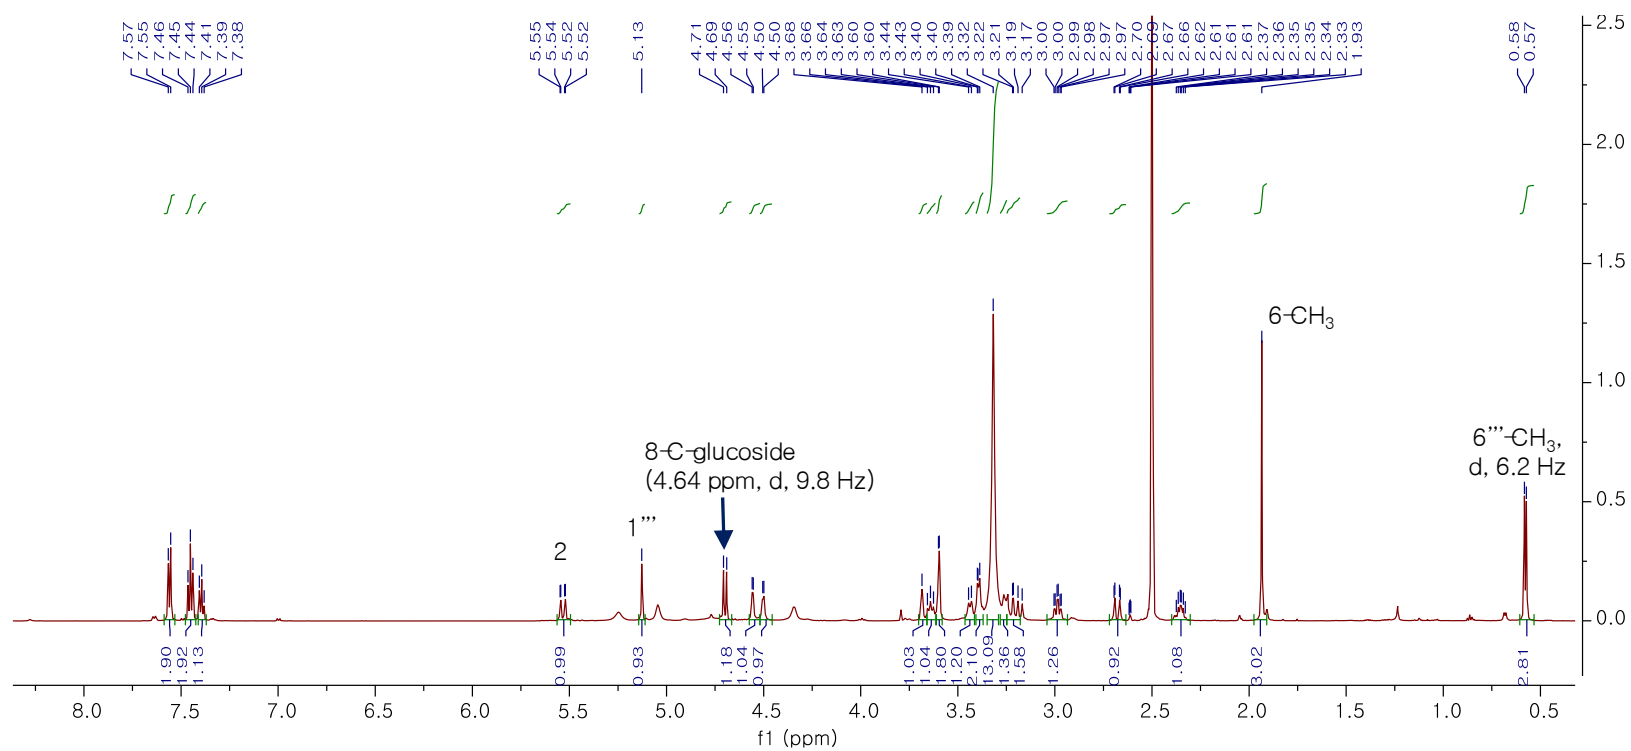 7.57 7.55 7.46 7.45 7.44 7.41 7.39 7.38 5.55 5.54 5.52 5.52 5.13 4.71 4.69 4.56 4.55 4.50 4.50 3.68 3.66 3.64 3.63 3.60 3.60 3.44 3.43 3.40 3.40 3.39 3.32 3.22 3.21 3.19 3.17 3.00 3.00 2.99 2.98 2.97 2.97 2.70 2.69 2.67 2.66 2.62 2.61 2.61 2.61 2.37 2.36 2.35 2.35 2.34 2.33 1.93 0.58 0.57
2.5
2.0
1.5
1.0
0.5
0.0
6-CH₃
6"'-CH₃,
d, 6.2 Hz
8-C-glucoside
(4.64 ppm, d, 9.8 Hz)
1"'
2
1.90 1.92 1.13 0.99 0.93 1.18 1.04 0.97 1.03 1.04 1.80 1.20 2.10 13.09 1.36 1.58 1.26 0.92 1.08 3.02 2.81
8.0 7.5 7.0 6.5 6.0 5.5 5.0 4.5 4.0 3.5 3.0 2.5 2.0 1.5 1.0 0.5
f1 (ppm)